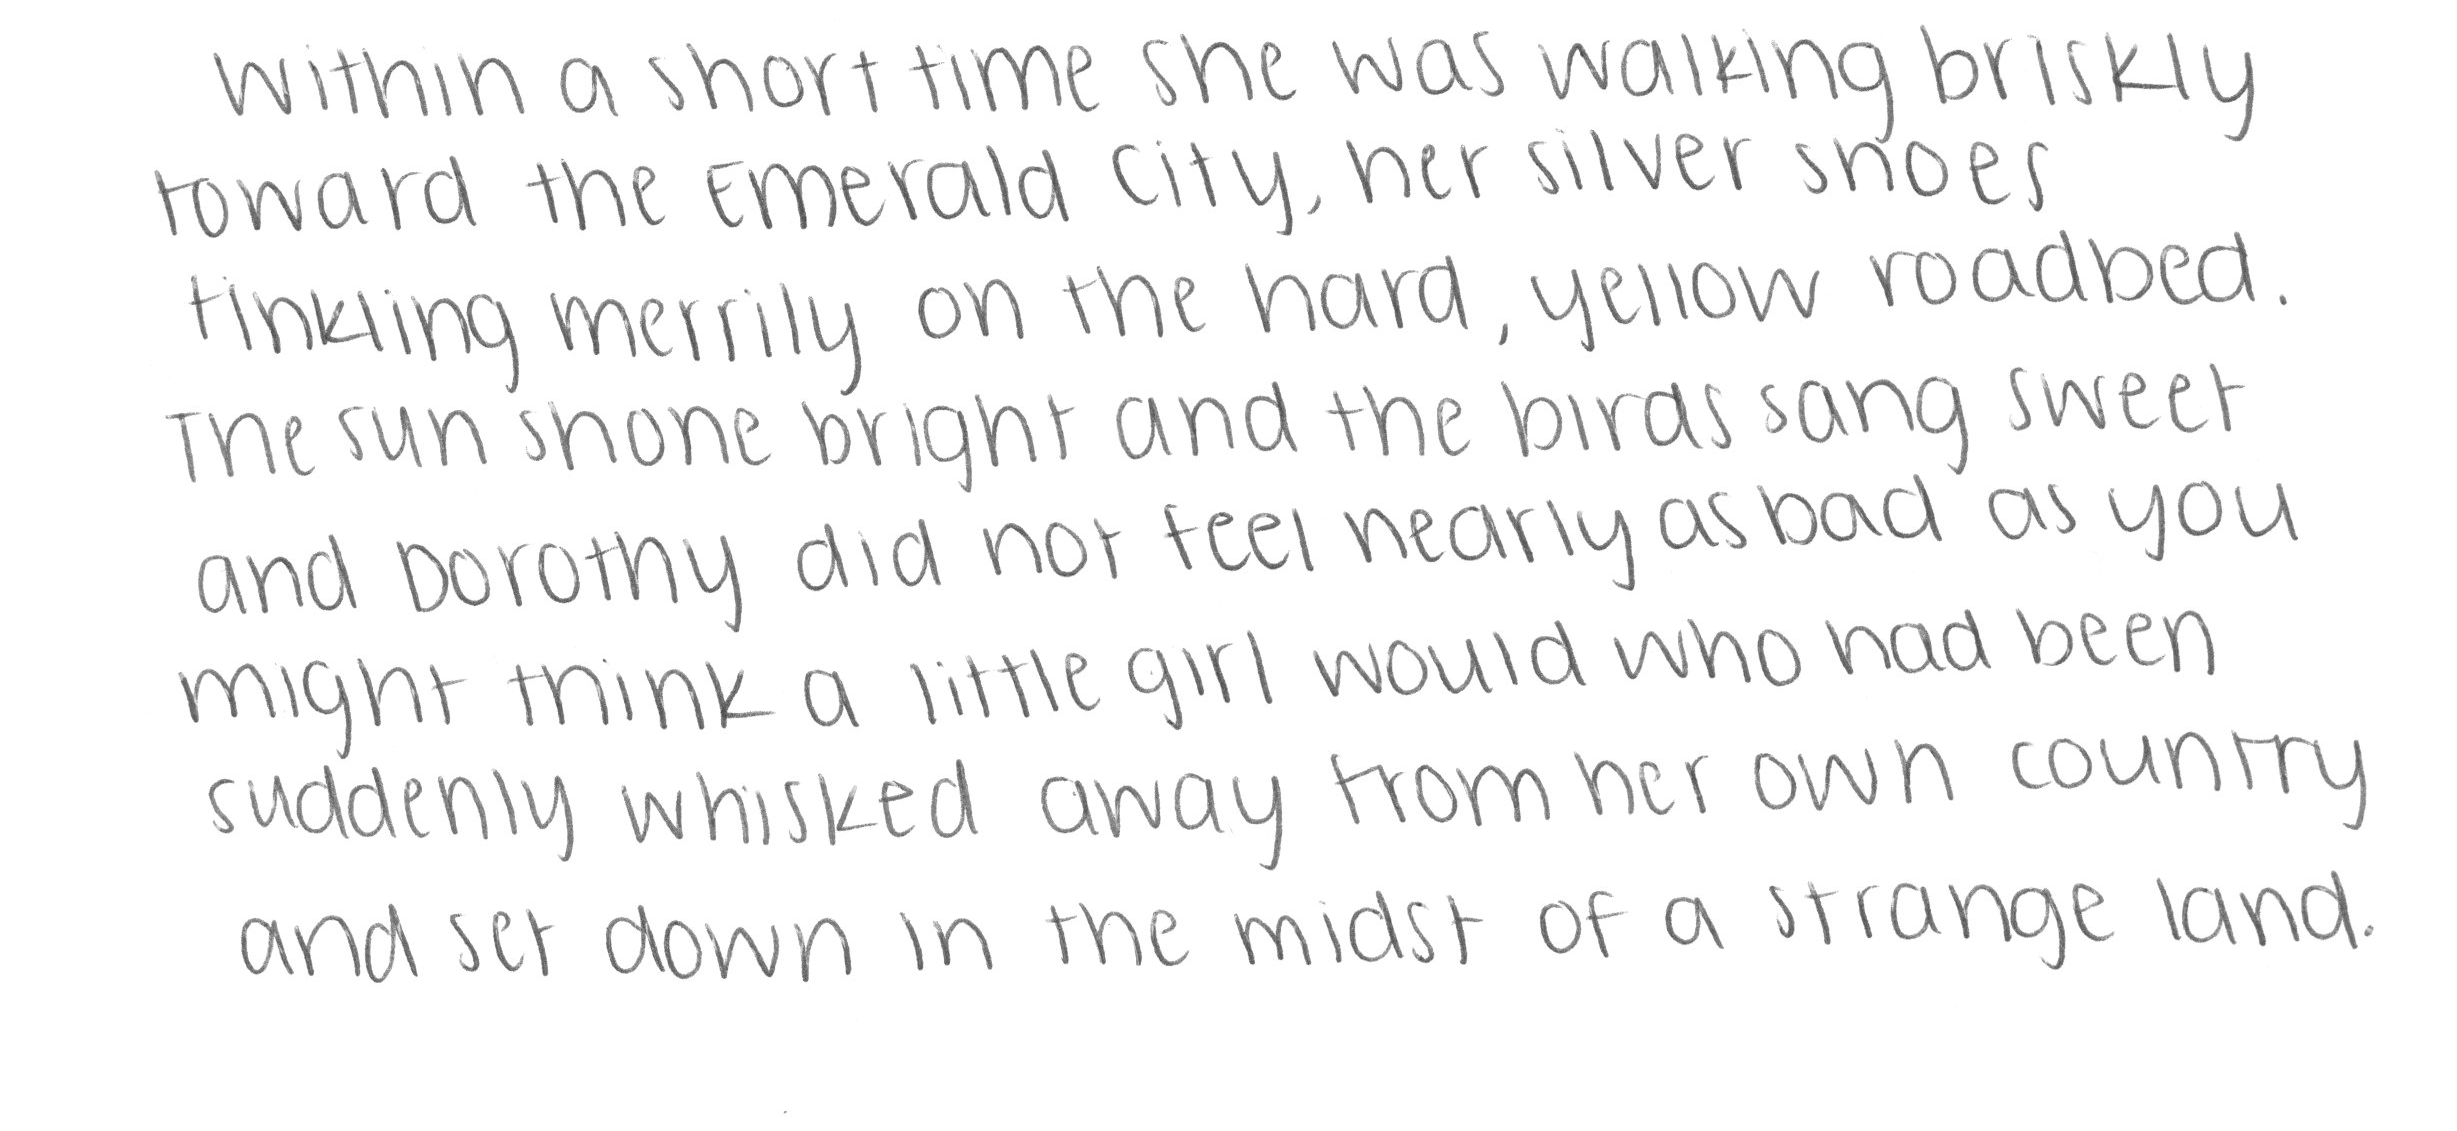 Within a short time she was walking briskly
toward the Emerald City, her silver shoes
tinkling merrily on the hard, yellow roadbed.
The sun shone bright and the birds sang sweet
and Dorothy did not feel nearly as bad as you
might think a little girl would who had been
suddenly whisked away from her own country
and set down in the midst of a strange land.